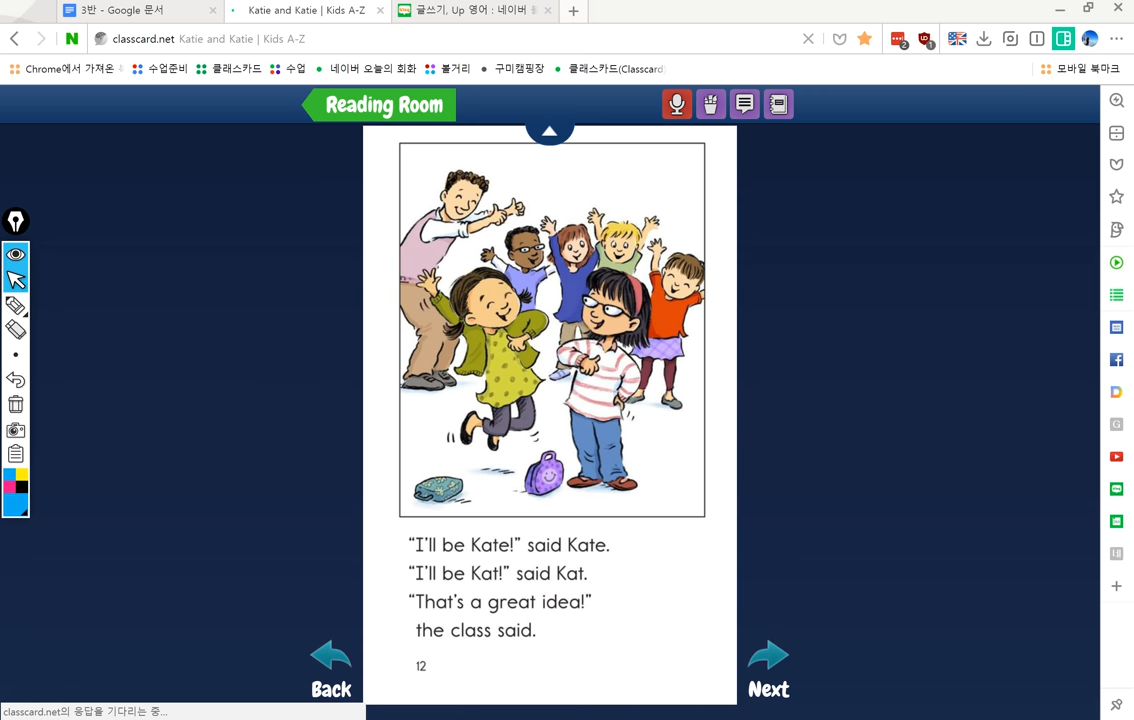 3반 - Google 문서
Katie and Katie | Kids A-Z
글쓰기, Up 영어 : 네이버
classcard.net Katie and Katie | Kids A-Z
Chrome에서 가져온
수업준비
클래스카드
수업
네이버 오늘의 회화
볼거리
구미캠핑장
클래스카드(Classcard)
모바일 북마크
Reading Room
“I’ll be Kate!” said Kate.
“I’ll be Kat!” said Kat.
“That’s a great idea!”
the class said.
12
Back
Next
classcard.net의 응답을 기다리는 중...